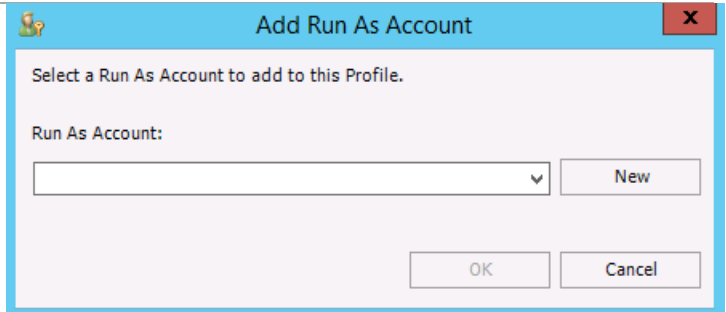 Add Run As Account
x
Select a Run As Account to add to this Profile.
Run As Account:
New
OK
Cancel